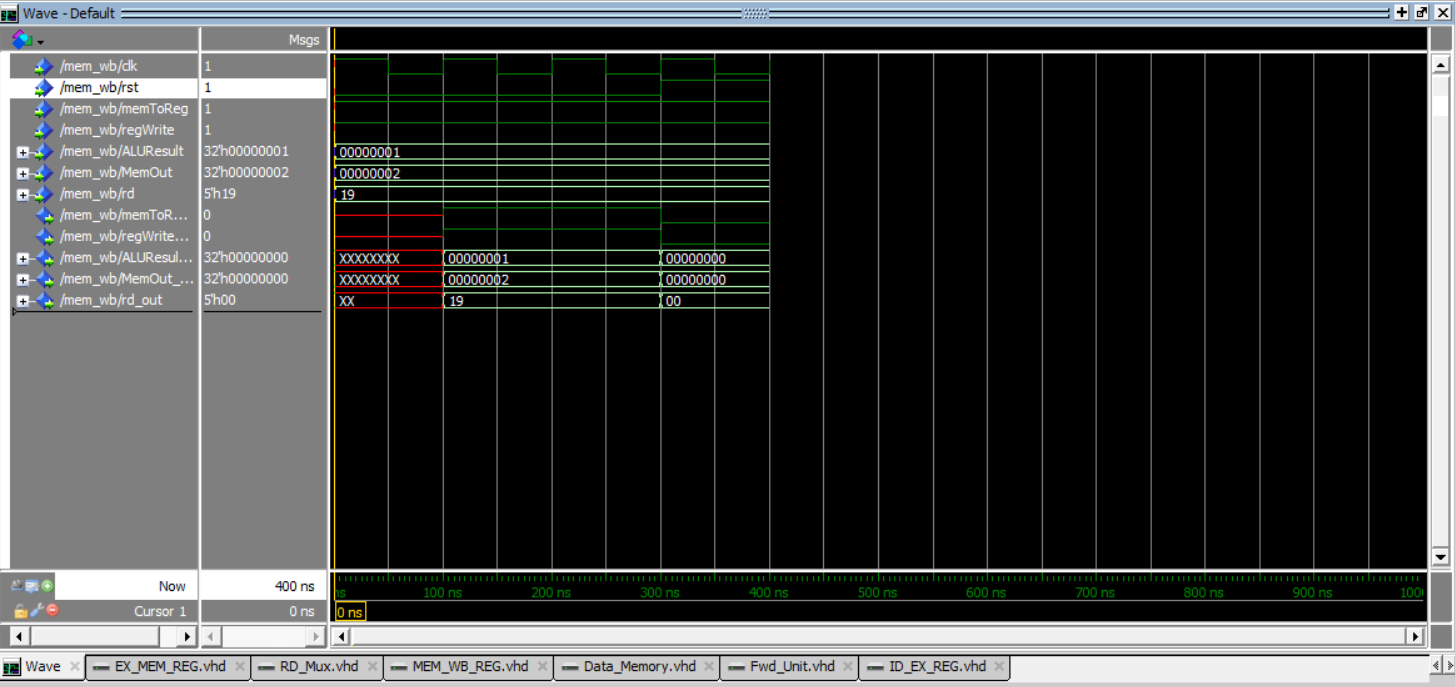 Wave - Default
Msgs
/mem_wb/clk 1
/mem_wb/rst 1
/mem_wb/memToReg 1
/mem_wb/regWrite 1
/mem_wb/ALUResult 32'h00000001 00000001
/mem_wb/MemOut 32'h00000002 00000002
/mem_wb/rd 5'h19 19
/mem_wb/memToR... 0
/mem_wb/regWrite... 0
/mem_wb/ALUResul... 32'h00000000 XXXXXXXX 00000001 00000000
/mem_wb/MemOut_... 32'h00000000 XXXXXXXX 00000002 00000000
/mem_wb/rd_out 5'h00 XX 19 00
Now 400 ns ns 100 ns 200 ns 300 ns 400 ns 500 ns 600 ns 700 ns 800 ns 900 ns 100
Cursor 1 0 ns 0 ns
Wave EX_MEM_REG.vhd RD_Mux.vhd MEM_WB_REG.vhd Data_Memory.vhd Fwd_Unit.vhd ID_EX_REG.vhd